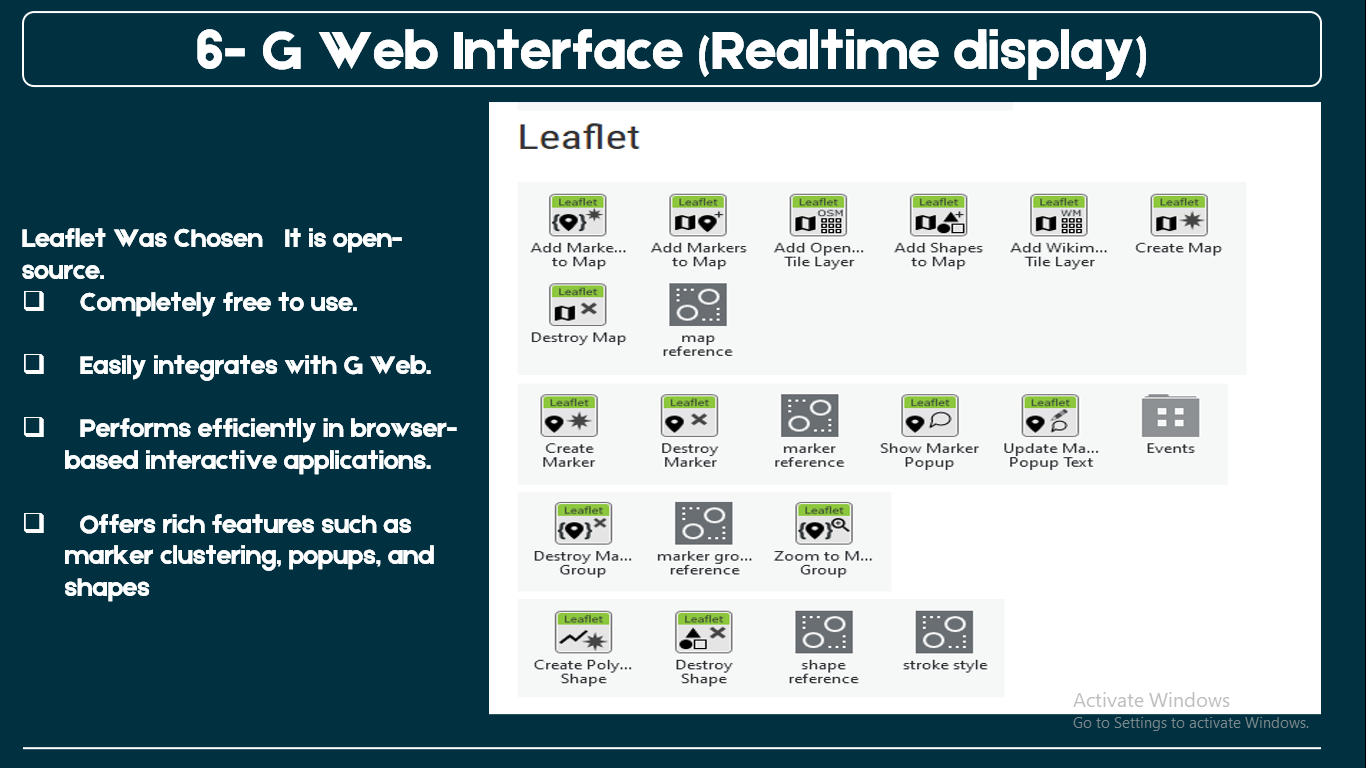 6- G Web Interface (Realtime display)
Leaflet Was Chosen It is open-
source.
Completely free to use.
Easily integrates with G Web.
Performs efficiently in browser-
based interactive applications.
Offers rich features such as
marker clustering, popups, and
shapes
Leaflet
Leaflet Leaflet Leaflet OSM Leaflet Leaflet WM Leaflet
Add Marke... Add Markers Add Open... Add Shapes Add Wikim... Create Map
to Map to Map Tile Layer to Map Tile Layer
Leaflet
Destroy Map map
reference
Leaflet Leaflet Leaflet Leaflet
Create Destroy marker Show Marker Update Ma... Events
Marker Marker reference Popup Popup Text
Leaflet Leaflet
Destroy Ma... marker gro... Zoom to M...
Group reference Group
Leaflet Leaflet
Create Poly... Destroy shape stroke style
Shape Shape reference
Activate Windows
Go to Settings to activate Windows.